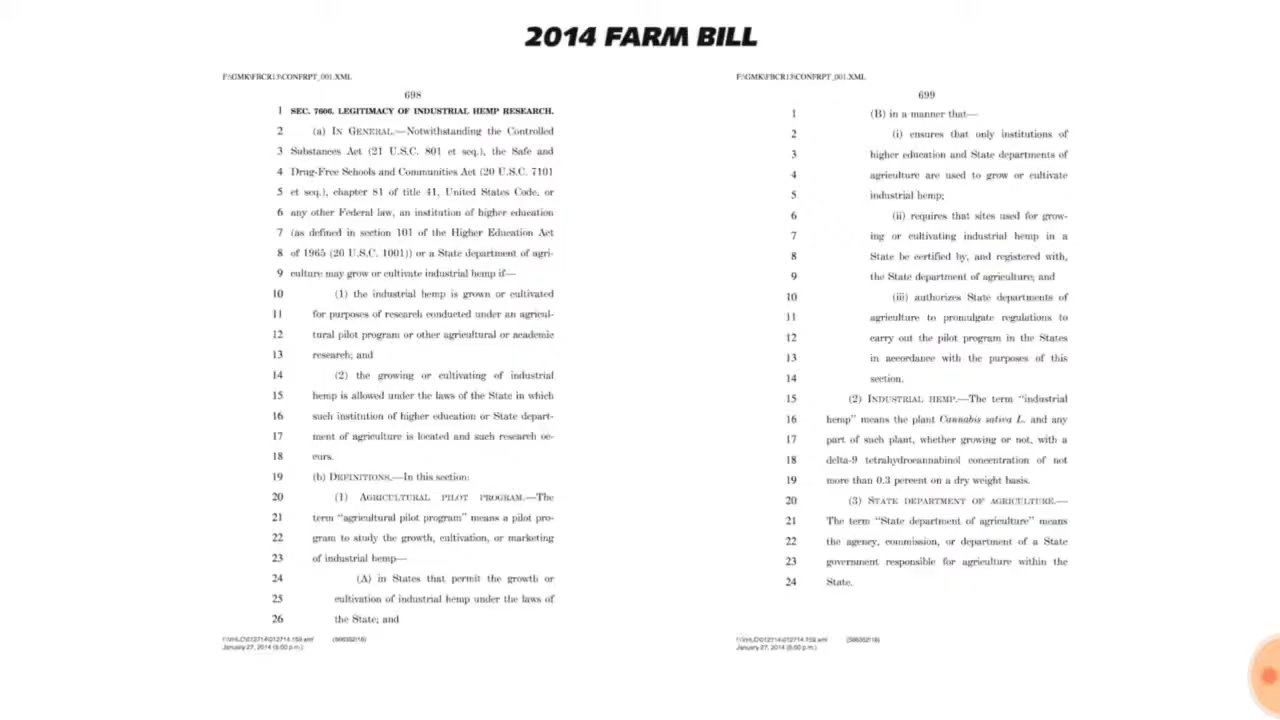 2014 FARM BILL
F:\GMK\FBCR13\CONFRPT_001.XML
698
1 SEC. 7606. LEGITIMACY OF INDUSTRIAL HEMP RESEARCH.
2 (a) IN GENERAL.—Notwithstanding the Controlled
3 Substances Act (21 U.S.C. 801 et seq.), the Safe and
4 Drug-Free Schools and Communities Act (20 U.S.C. 7101
5 et seq.), chapter 81 of title 41, United States Code, or
6 any other Federal law, an institution of higher education
7 (as defined in section 101 of the Higher Education Act
8 of 1965 (20 U.S.C. 1001)) or a State department of agri-
9 culture may grow or cultivate industrial hemp if—
10 (1) the industrial hemp is grown or cultivated
11 for purposes of research conducted under an agricul-
12 tural pilot program or other agricultural or academic
13 research; and
14 (2) the growing or cultivating of industrial
15 hemp is allowed under the laws of the State in which
16 such institution of higher education or State depart-
17 ment of agriculture is located and such research oc-
18 curs.
19 (b) DEFINITIONS.—In this section:
20 (1) AGRICULTURAL PILOT PROGRAM.—The
21 term "agricultural pilot program" means a pilot pro-
22 gram to study the growth, cultivation, or marketing
23 of industrial hemp—
24 (A) in States that permit the growth or
25 cultivation of industrial hemp under the laws of
26 the State; and
January 27, 2014 (5:00 p.m.)
F:\GMK\FBCR13\CONFRPT_001.XML
699
1 (B) in a manner that—
2 (i) ensures that only institutions of
3 higher education and State departments of
4 agriculture are used to grow or cultivate
5 industrial hemp;
6 (ii) requires that sites used for grow-
7 ing or cultivating industrial hemp in a
8 State be certified by, and registered with,
9 the State department of agriculture; and
10 (iii) authorizes State departments of
11 agriculture to promulgate regulations to
12 carry out the pilot program in the States
13 in accordance with the purposes of this
14 section.
15 (2) INDUSTRIAL HEMP.—The term "industrial
16 hemp" means the plant Cannabis sativa L. and any
17 part of such plant, whether growing or not, with a
18 delta-9 tetrahydrocannabinol concentration of not
19 more than 0.3 percent on a dry weight basis.
20 (3) STATE DEPARTMENT OF AGRICULTURE.—
21 The term "State department of agriculture" means
22 the agency, commission, or department of a State
23 government responsible for agriculture within the
24 State.
January 27, 2014 (5:00 p.m.)